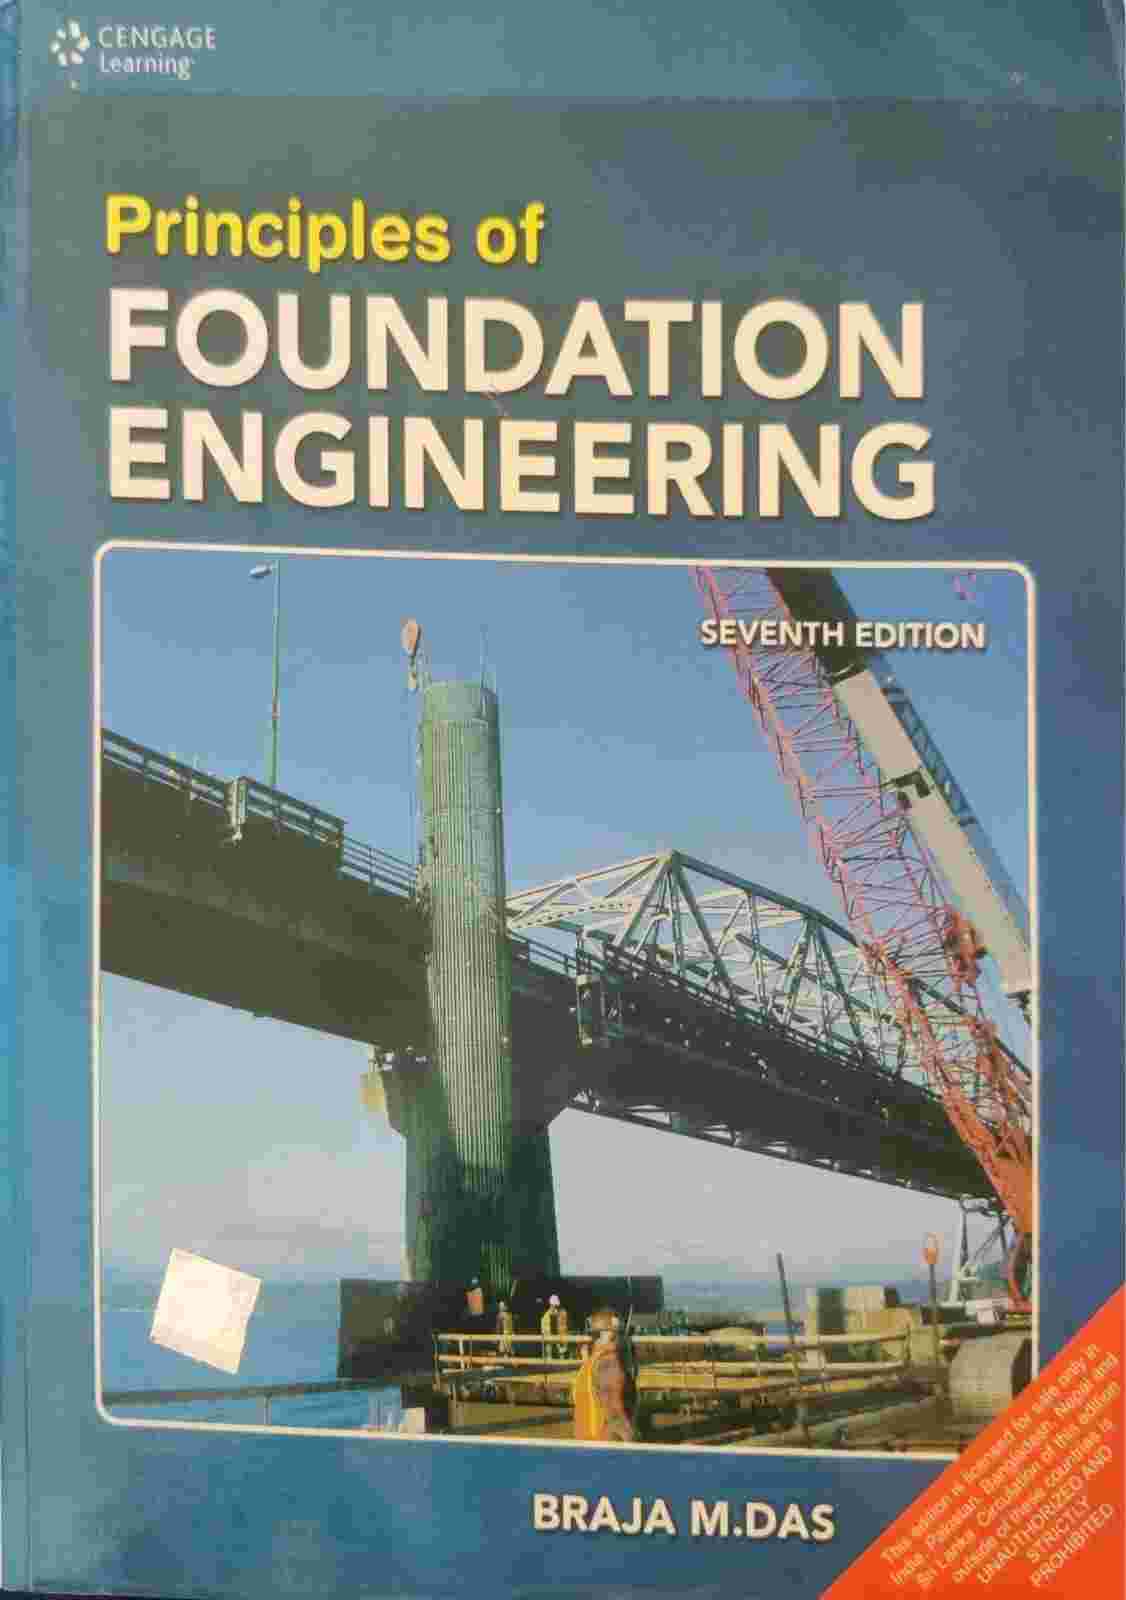 CENGAGE
Learning
Principles of
FOUNDATION
ENGINEERING
SEVENTH EDITION
BRAJA M.DAS
This edition is licensed for sale only in
India, Pakistan, Bangladesh, Nepal and
Sri Lanka. Circulation of this edition
outside of these countries is
UNAUTHORIZED AND
STRICTLY
PROHIBITED